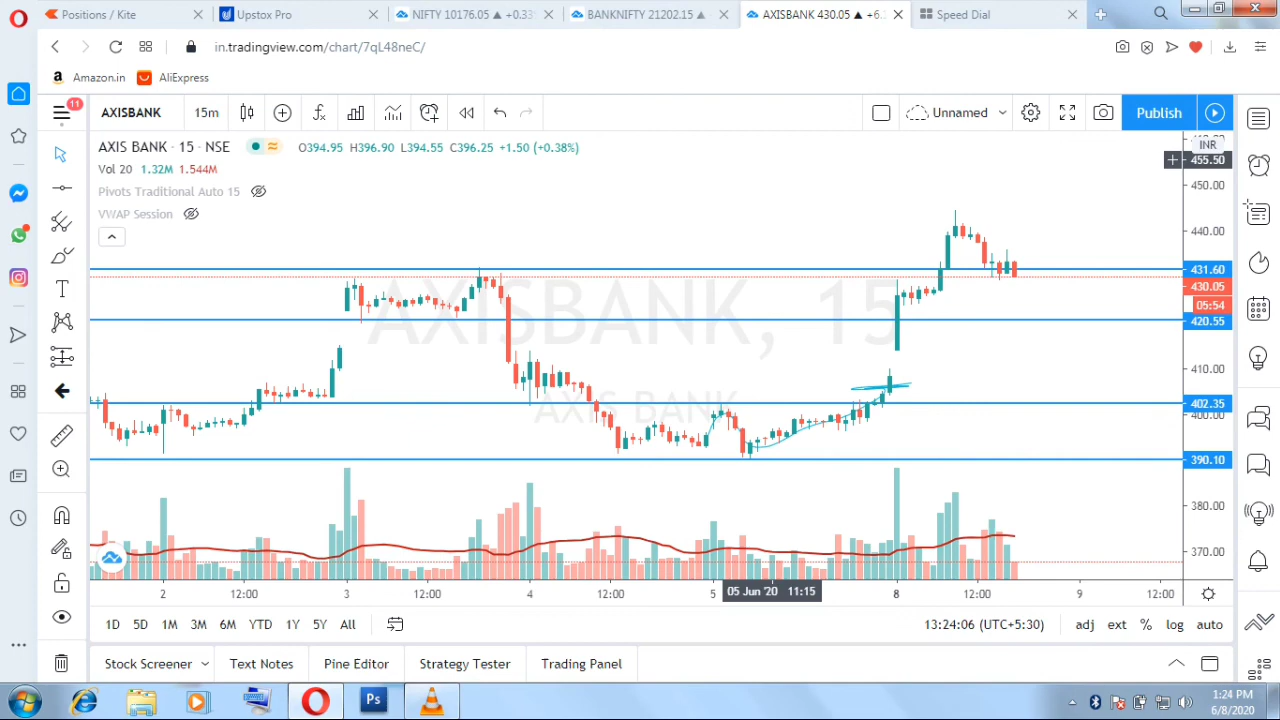 Positions / Kite
Upstox Pro
NIFTY 10176.05 ▲ +0.33
BANKNIFTY 21202.15 ▲
AXISBANK 430.05 ▲ +6.
Speed Dial
in.tradingview.com/chart/7qL48neC/
Amazon.in
AliExpress
11
AXISBANK
15m
Unnamed
Publish
AXIS BANK · 15 · NSE
O394.95 H396.90 L394.55 C396.25 +1.50 (+0.38%)
Vol 20 1.32M 1.544M
Pivots Traditional Auto 15
VWAP Session
AXISBANK, 15
AXIS BANK
INR
455.50
450.00
440.00
431.60
430.05
05:54
420.55
410.00
402.35
400.00
390.10
380.00
370.00
2 12:00 3 12:00 4 12:00 5 05 Jun '20 11:15 8 12:00 9 12:00
1D 5D 1M 3M 6M YTD 1Y 5Y All
13:24:06 (UTC+5:30) adj ext % log auto
Stock Screener Text Notes Pine Editor Strategy Tester Trading Panel
Ps
1:24 PM
6/8/2020